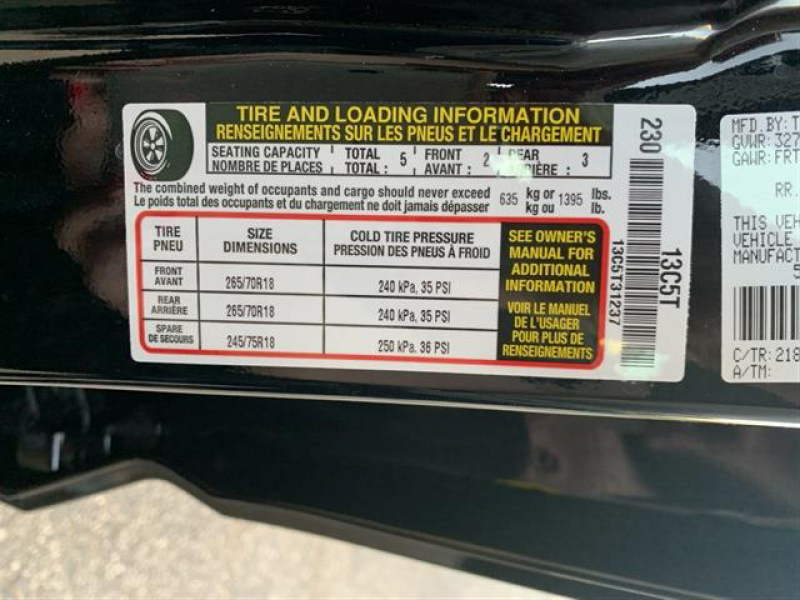 TIRE AND LOADING INFORMATION
RENSEIGNEMENTS SUR LES PNEUS ET LE CHARGEMENT
SEATING CAPACITY TOTAL 5 FRONT 2 REAR 3
NOMBRE DE PLACES TOTAL : AVANT : ARRIÈRE :
The combined weight of occupants and cargo should never exceed 635 kg or 1395 lbs.
Le poids total des occupants et du chargement ne doit jamais dépasser kg ou lb.
TIRE
PNEU
SIZE
DIMENSIONS
COLD TIRE PRESSURE
PRESSION DES PNEUS À FROID
FRONT
AVANT
265/70R18
240 kPa, 35 PSI
REAR
ARRIÈRE
265/70R18
240 kPa, 35 PSI
SPARE
DE SECOURS
245/75R18
250 kPa, 36 PSI
SEE OWNER'S
MANUAL FOR
ADDITIONAL
INFORMATION
VOIR LE MANUEL
DE L'USAGER
POUR PLUS DE
RENSEIGNEMENTS
230
13C5T
13C5T31237
MFD.BY:T
GVWR:327
GAWR:FRT
RR.
THIS VEH
VEHICLE
MANUFACT
C/TR:218
A/TM: